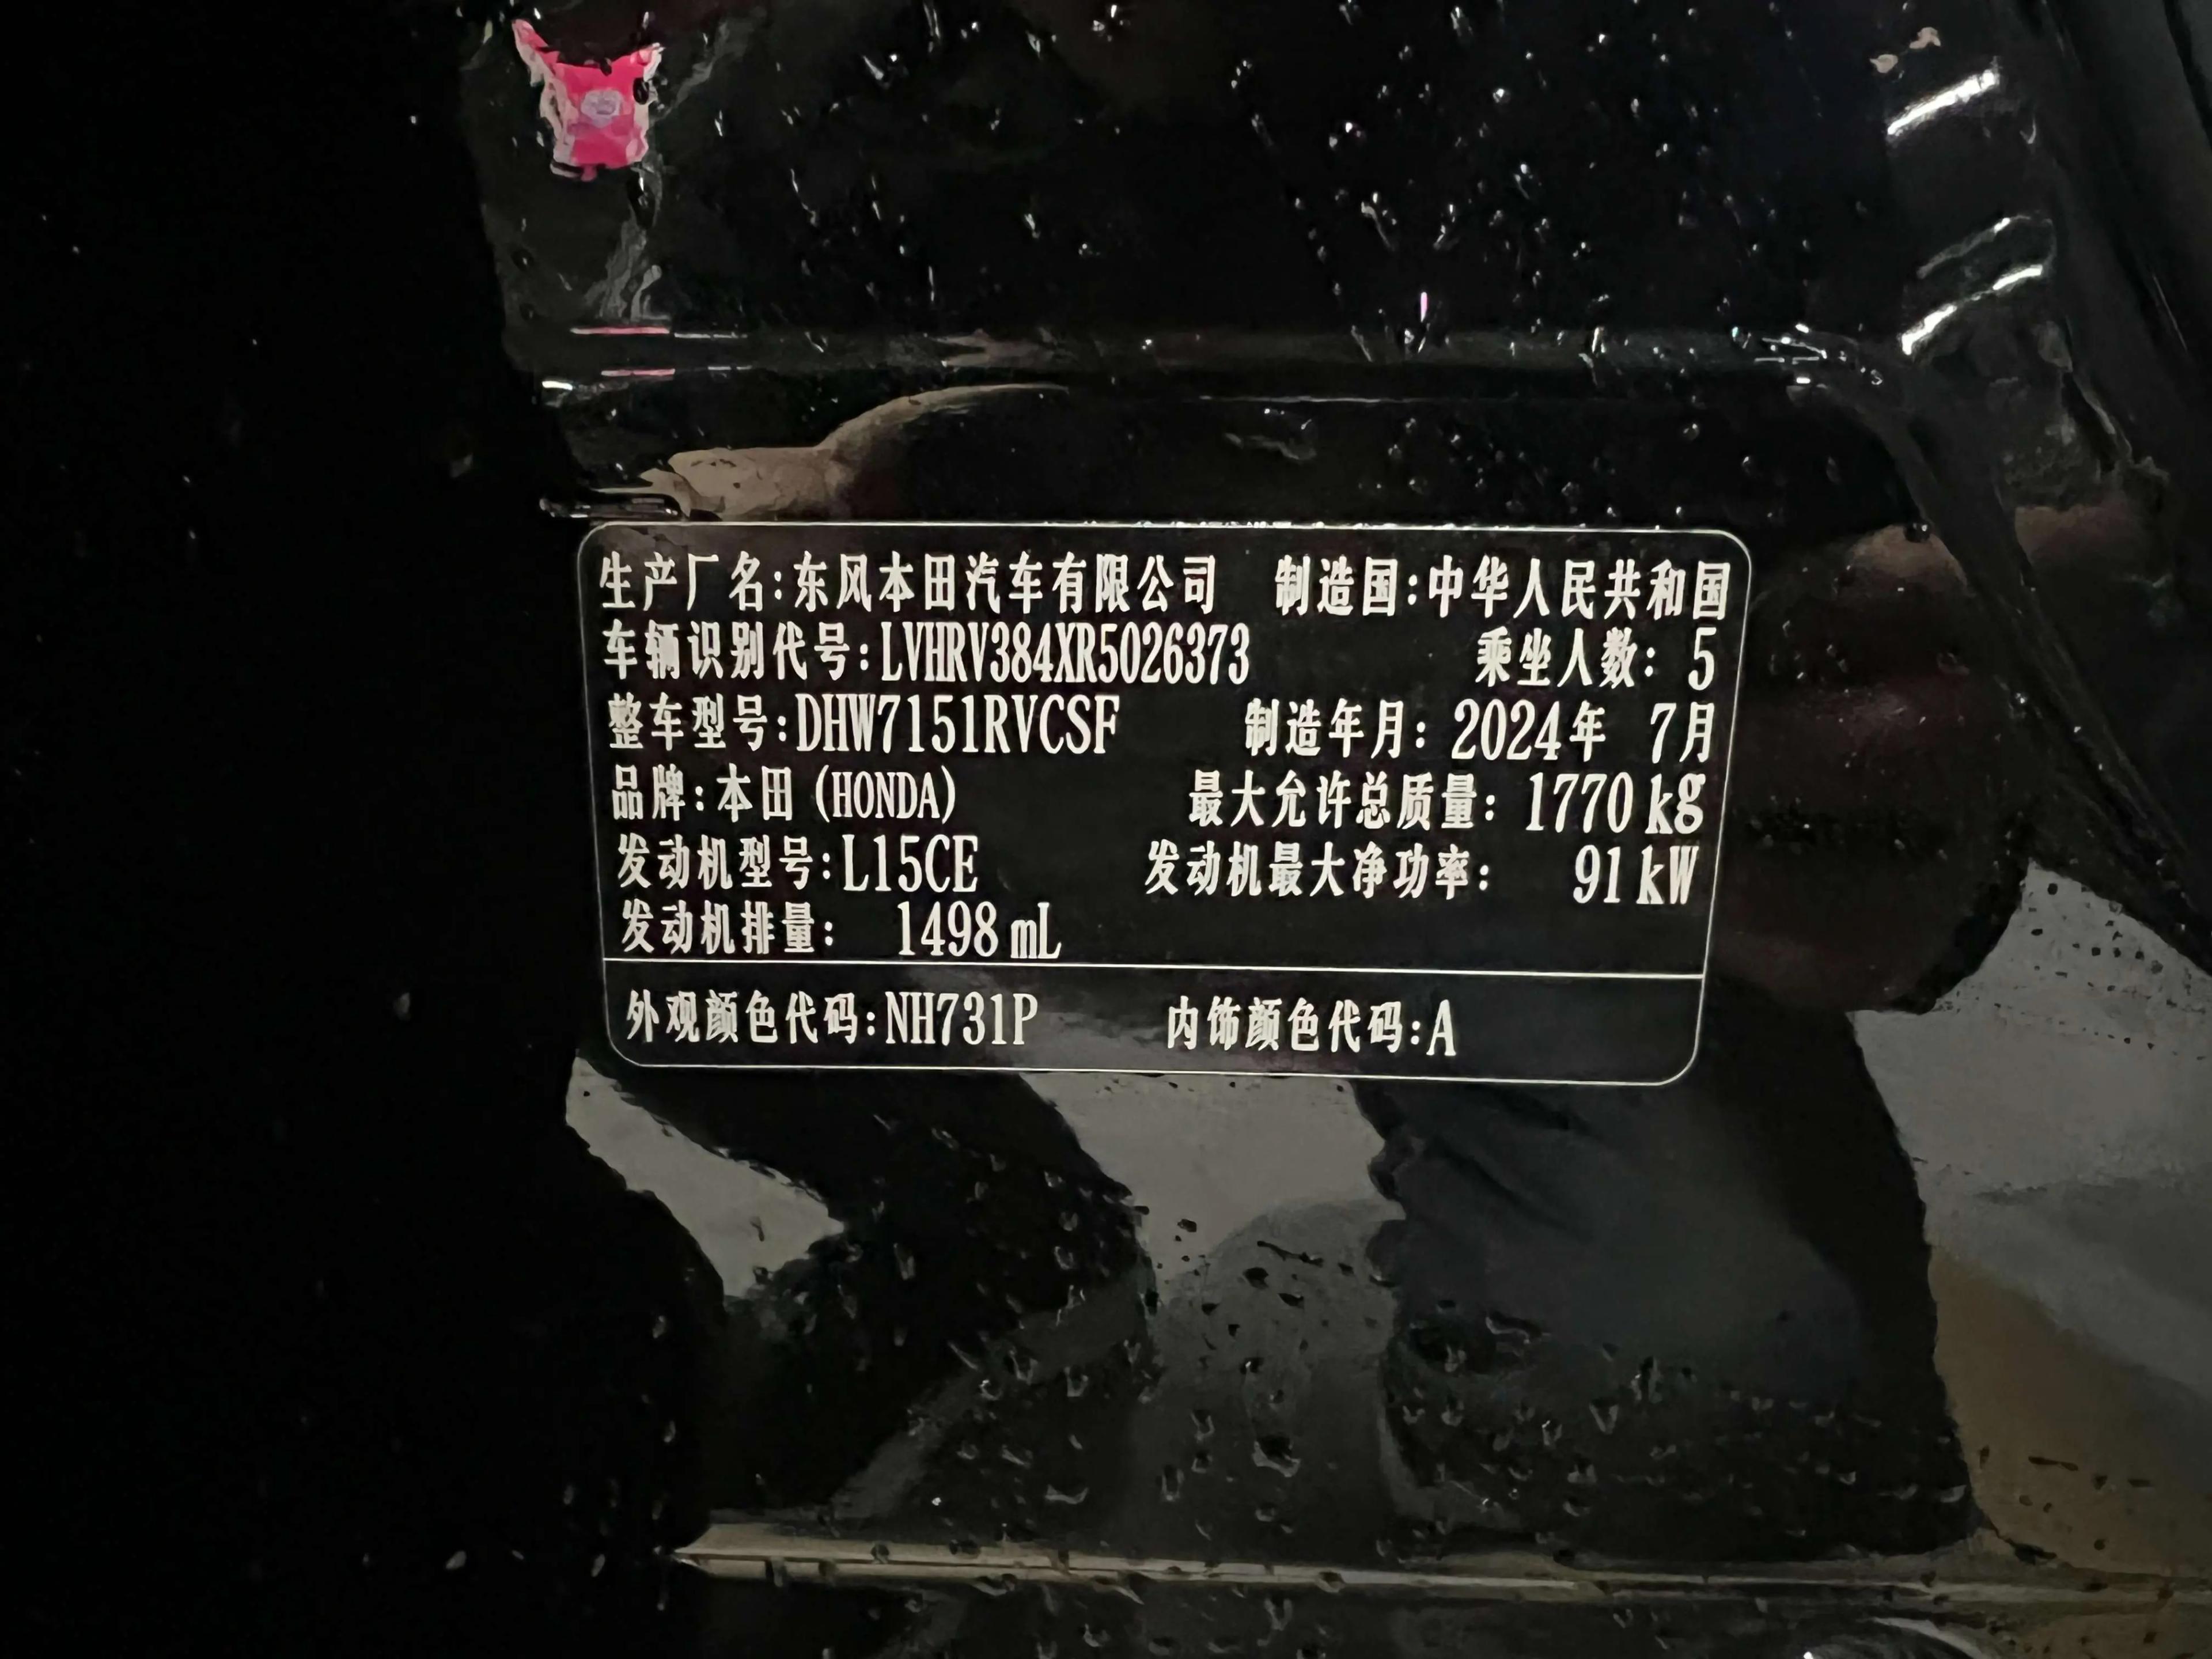 生产厂名:东风本田汽车有限公司 制造国:中华人民共和国
车辆识别代号:LVHRV384XR5026373 乘坐人数: 5
整车型号:DHW7151RVCSF 制造年月: 2024年 7月
品牌:本田 (HONDA) 最大允许总质量: 1770 kg
发动机型号:L15CE 发动机最大净功率: 91 kW
发动机排量: 1498 mL
外观颜色代码:NH731P 内饰颜色代码:A